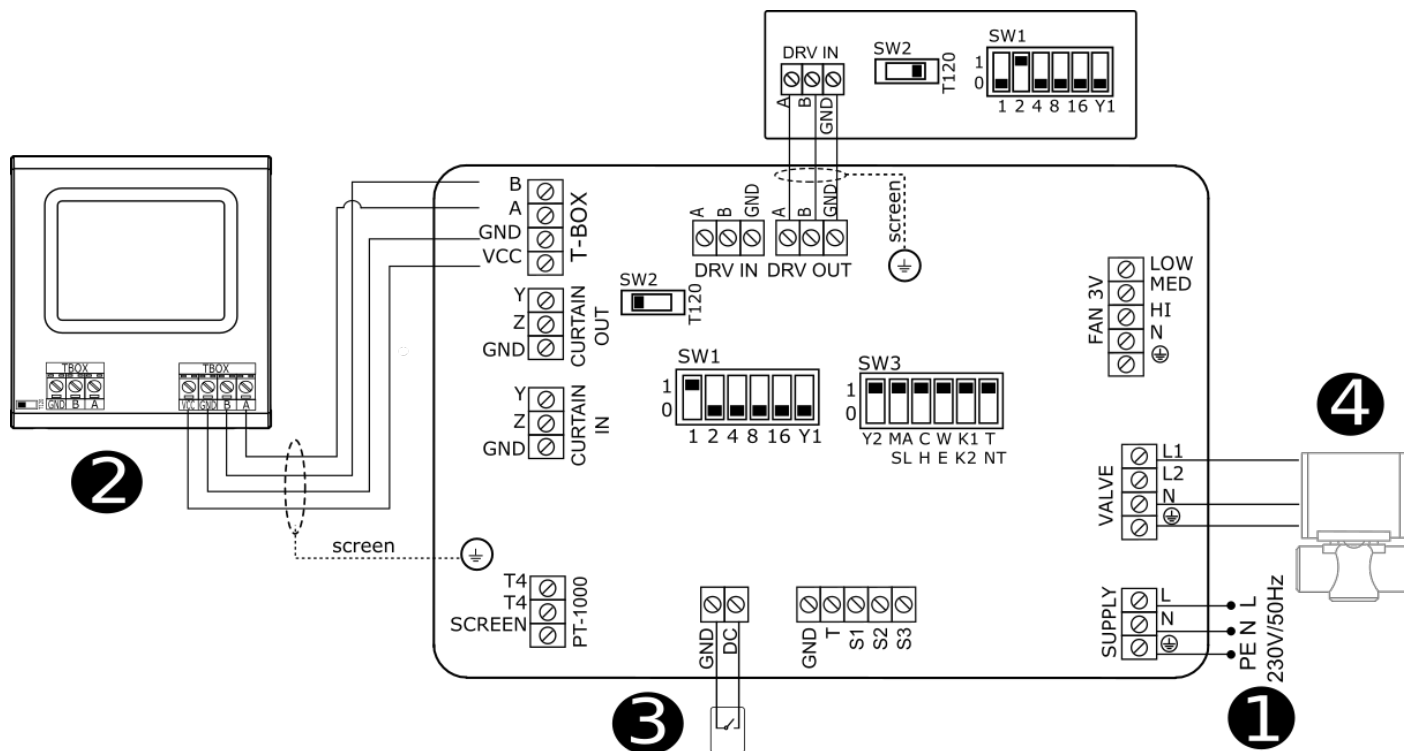 DRV IN
A
B
GND
SW2
T120
SW1
1
0
1 2 4 8 16 Y1
B
A
GND
VCC
T-BOX
A
B
GND
DRV IN
A
B
GND
DRV OUT
screen
SW2
T120
Y
Z
GND
CURTAIN OUT
Y
Z
GND
CURTAIN IN
SW1
1
0
1 2 4 8 16 Y1
SW3
1
0
Y2 MA C W K1 T
SL H E K2 NT
FAN 3V
LOW
MED
HI
N
VALVE
L1
L2
N
4
TBOX
GND B A
TBOX
VCC GND B A
2
screen
T4
T4
SCREEN
PT-1000
GND
DC
GND
T
S1
S2
S3
SUPPLY
L
N
L
N
PE
230V/50Hz
3
1